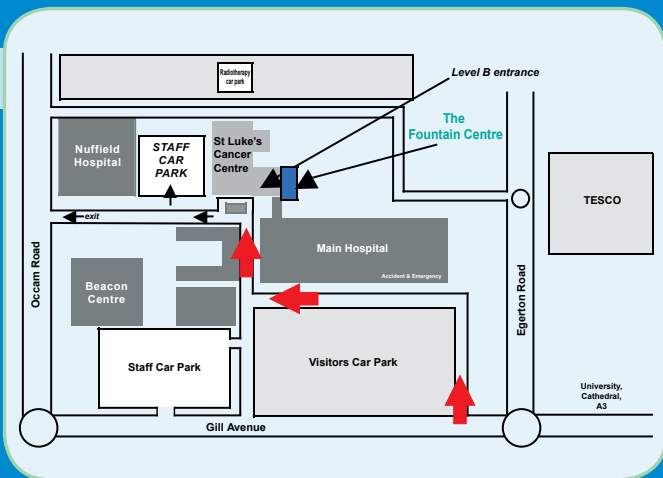 Radiotherapy
car park
Level B entrance
The
Fountain Centre
Nuffield
Hospital
STAFF
CAR
PARK
St Luke's
Cancer
Centre
TESCO
exit
Main Hospital
Accident & Emergency
Beacon
Centre
Occam Road
Egerton Road
Staff Car Park
Visitors Car Park
University,
Cathedral,
A3
Gill Avenue